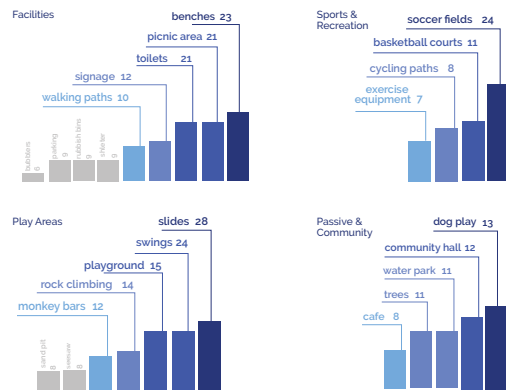 Facilities
benches 23
picnic area 21
toilets 21
signage 12
walking paths 10
bubblers 6
parking 9
rubbish bins 9
shleter 9
Sports &
Recreation
soccer fields 24
basketball courts 11
cycling paths 8
exercise
equipment 7
Play Areas
slides 28
swings 24
playground 15
rock climbing 14
monkey bars 12
sand pit 8
seesaw 8
Passive &
Community
dog play 13
community hall 12
water park 11
trees 11
cafe 8